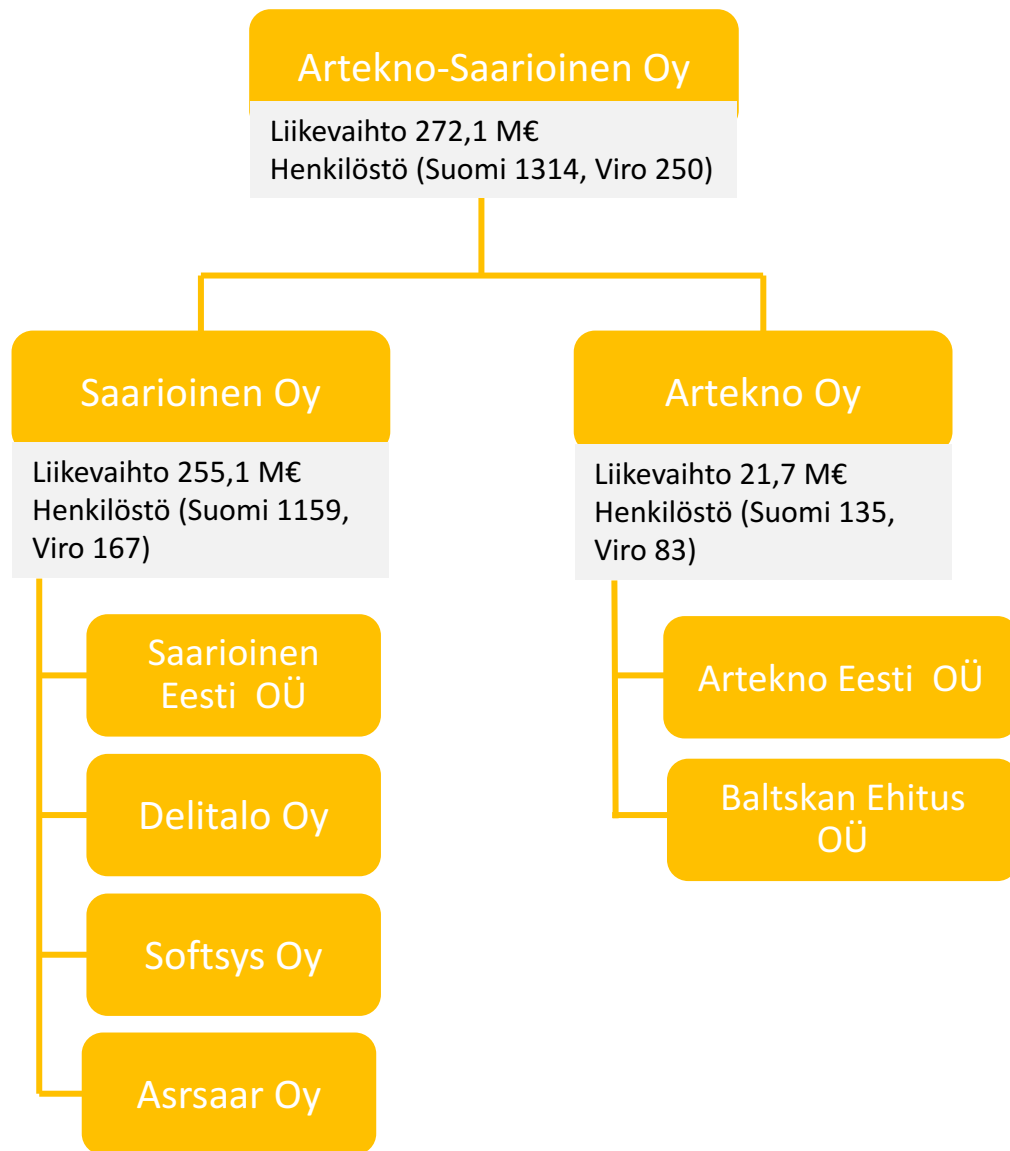 Artekno-Saarioinen Oy
Liikevaihto 272,1 M€
Henkilöstö (Suomi 1314, Viro 250)
Saarioinen Oy
Liikevaihto 255,1 M€
Henkilöstö (Suomi 1159,
Viro 167)
Saarioinen
Eesti OÜ
Delitalo Oy
Softsys Oy
Asrsaar Oy
Artekno Oy
Liikevaihto 21,7 M€
Henkilöstö (Suomi 135,
Viro 83)
Artekno Eesti OÜ
Baltskan Ehitus
OÜ